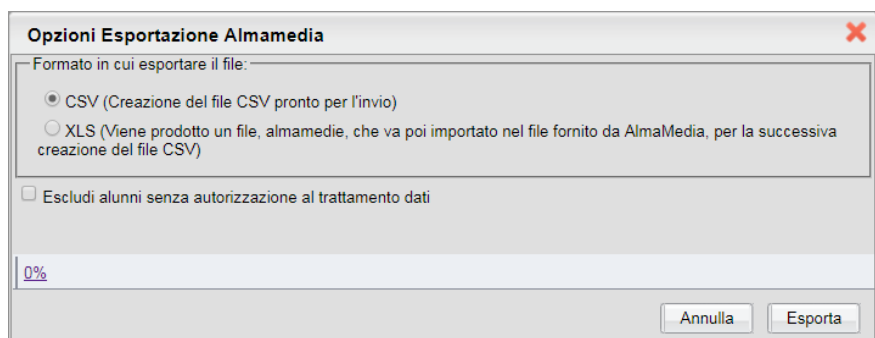 Opzioni Esportazione Almamedia
Formato in cui esportare il file:
CSV (Creazione del file CSV pronto per l'invio)
XLS (Viene prodotto un file, almamedie, che va poi importato nel file fornito da AlmaMedia, per la successiva
creazione del file CSV)
Escludi alunni senza autorizzazione al trattamento dati
0%
Annulla Esporta